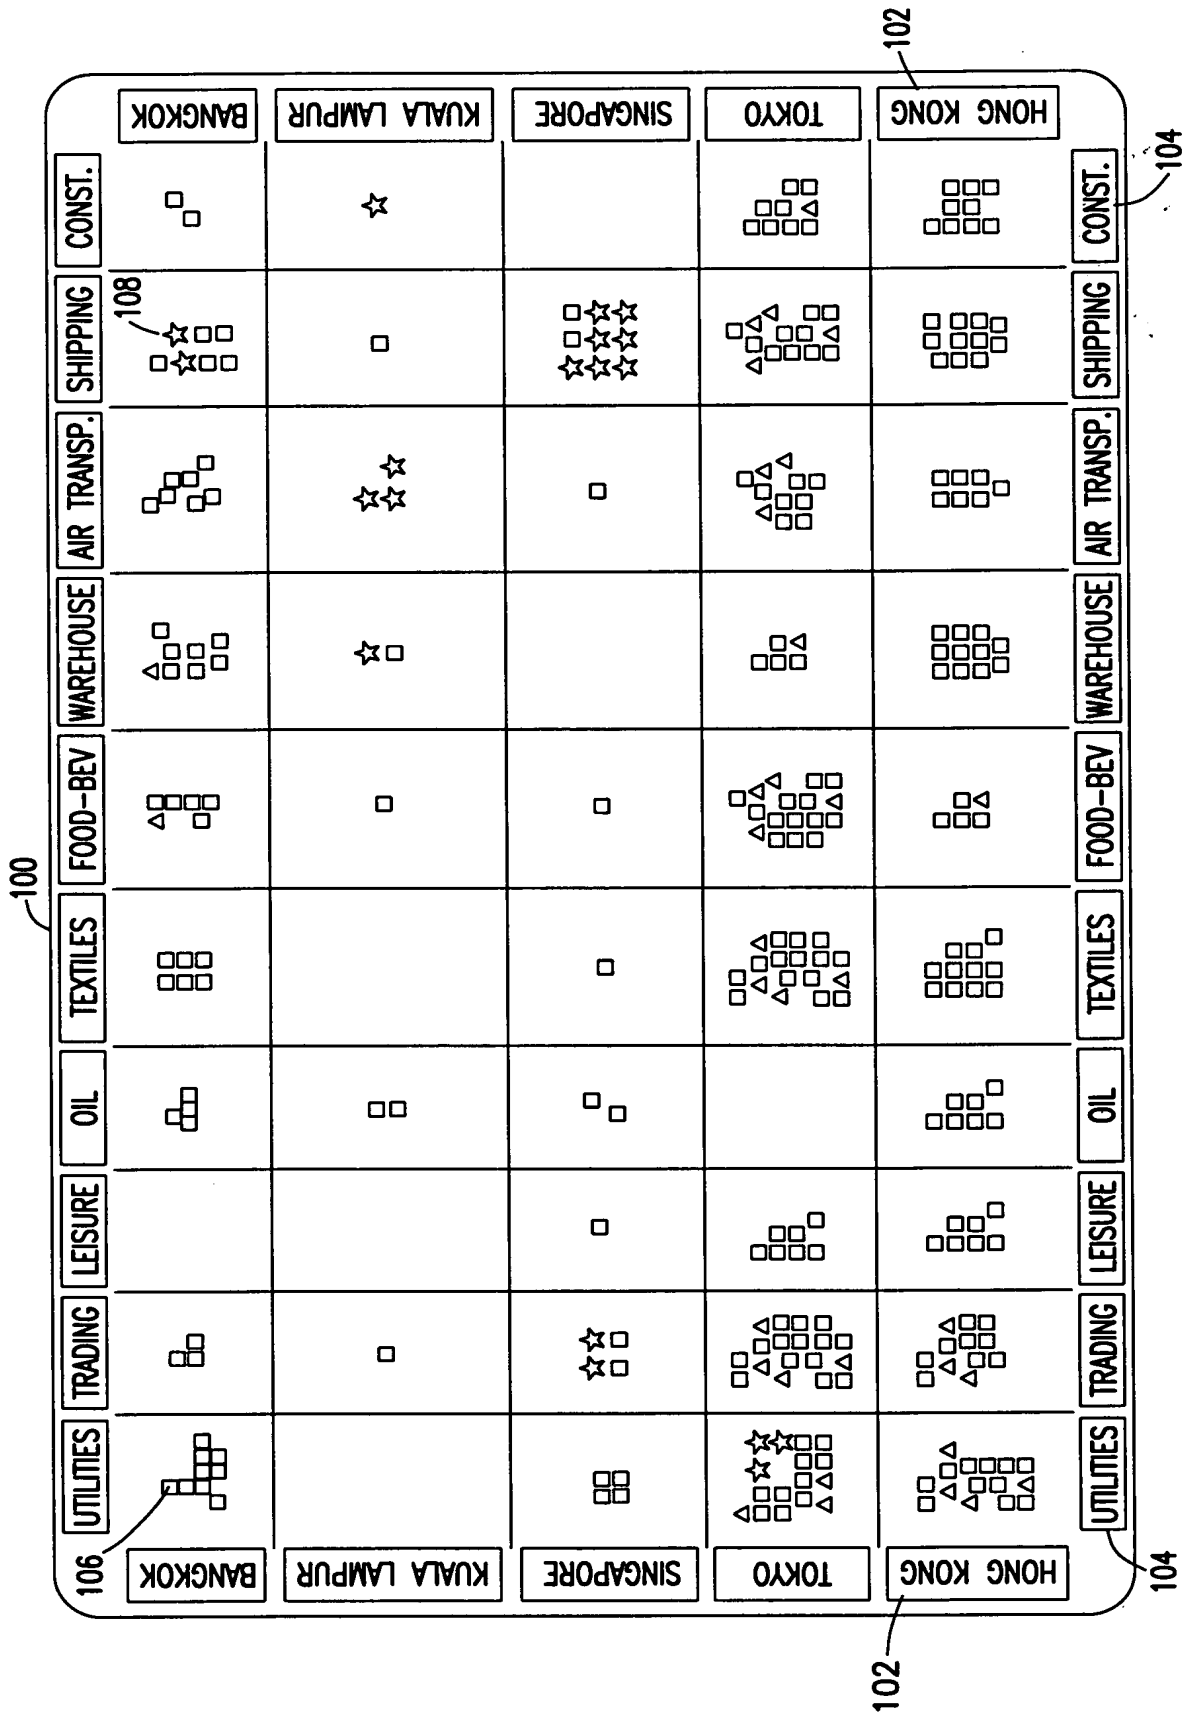 100
UTILITIES
TRADING
LEISURE
OIL
TEXTILES
FOOD-BEV
WAREHOUSE
AIR TRANSP.
SHIPPING
CONST.
106
108
BANGKOK
BANGKOK
KUALA LAMPUR
KUALA LAMPUR
SINGAPORE
SINGAPORE
TOKYO
TOKYO
HONG KONG
HONG KONG
102
102
UTILITIES
TRADING
LEISURE
OIL
TEXTILES
FOOD-BEV
WAREHOUSE
AIR TRANSP.
SHIPPING
CONST.
104
104